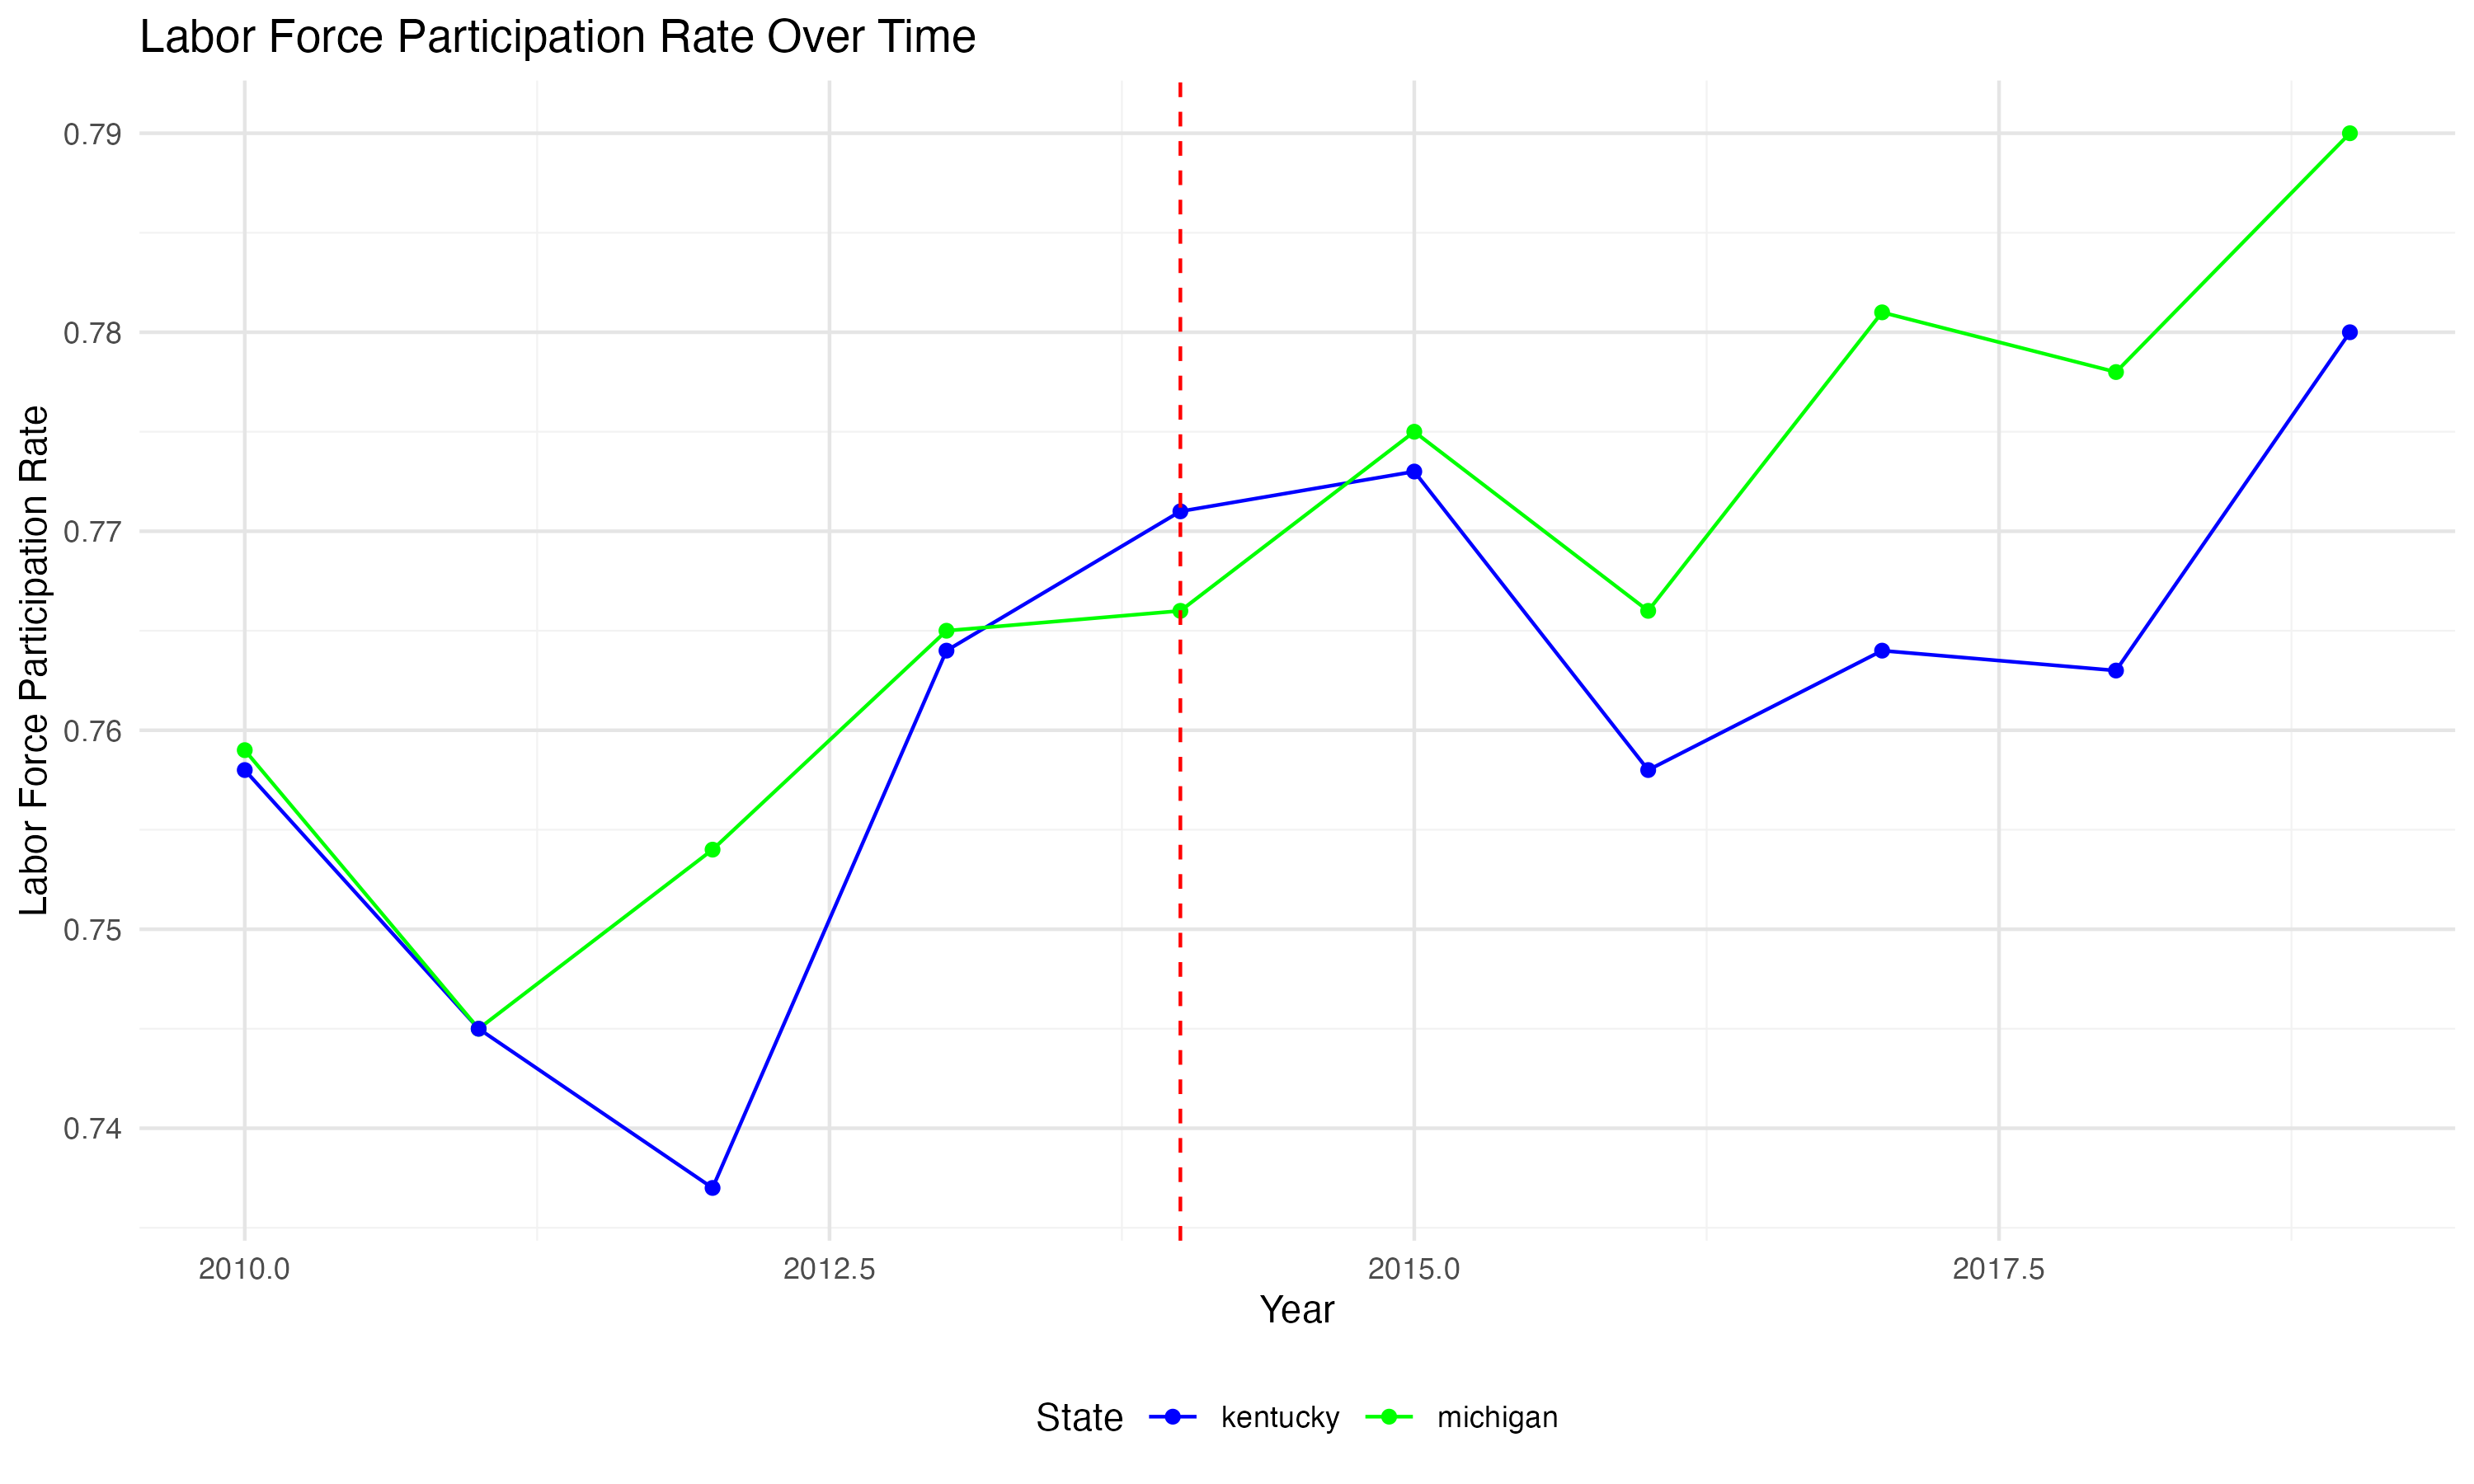 Labor Force Participation Rate Over Time
Labor Force Participation Rate
0.79
0.78
0.77
0.76
0.75
0.74
2010.0 2012.5 2015.0 2017.5
Year
State kentucky michigan